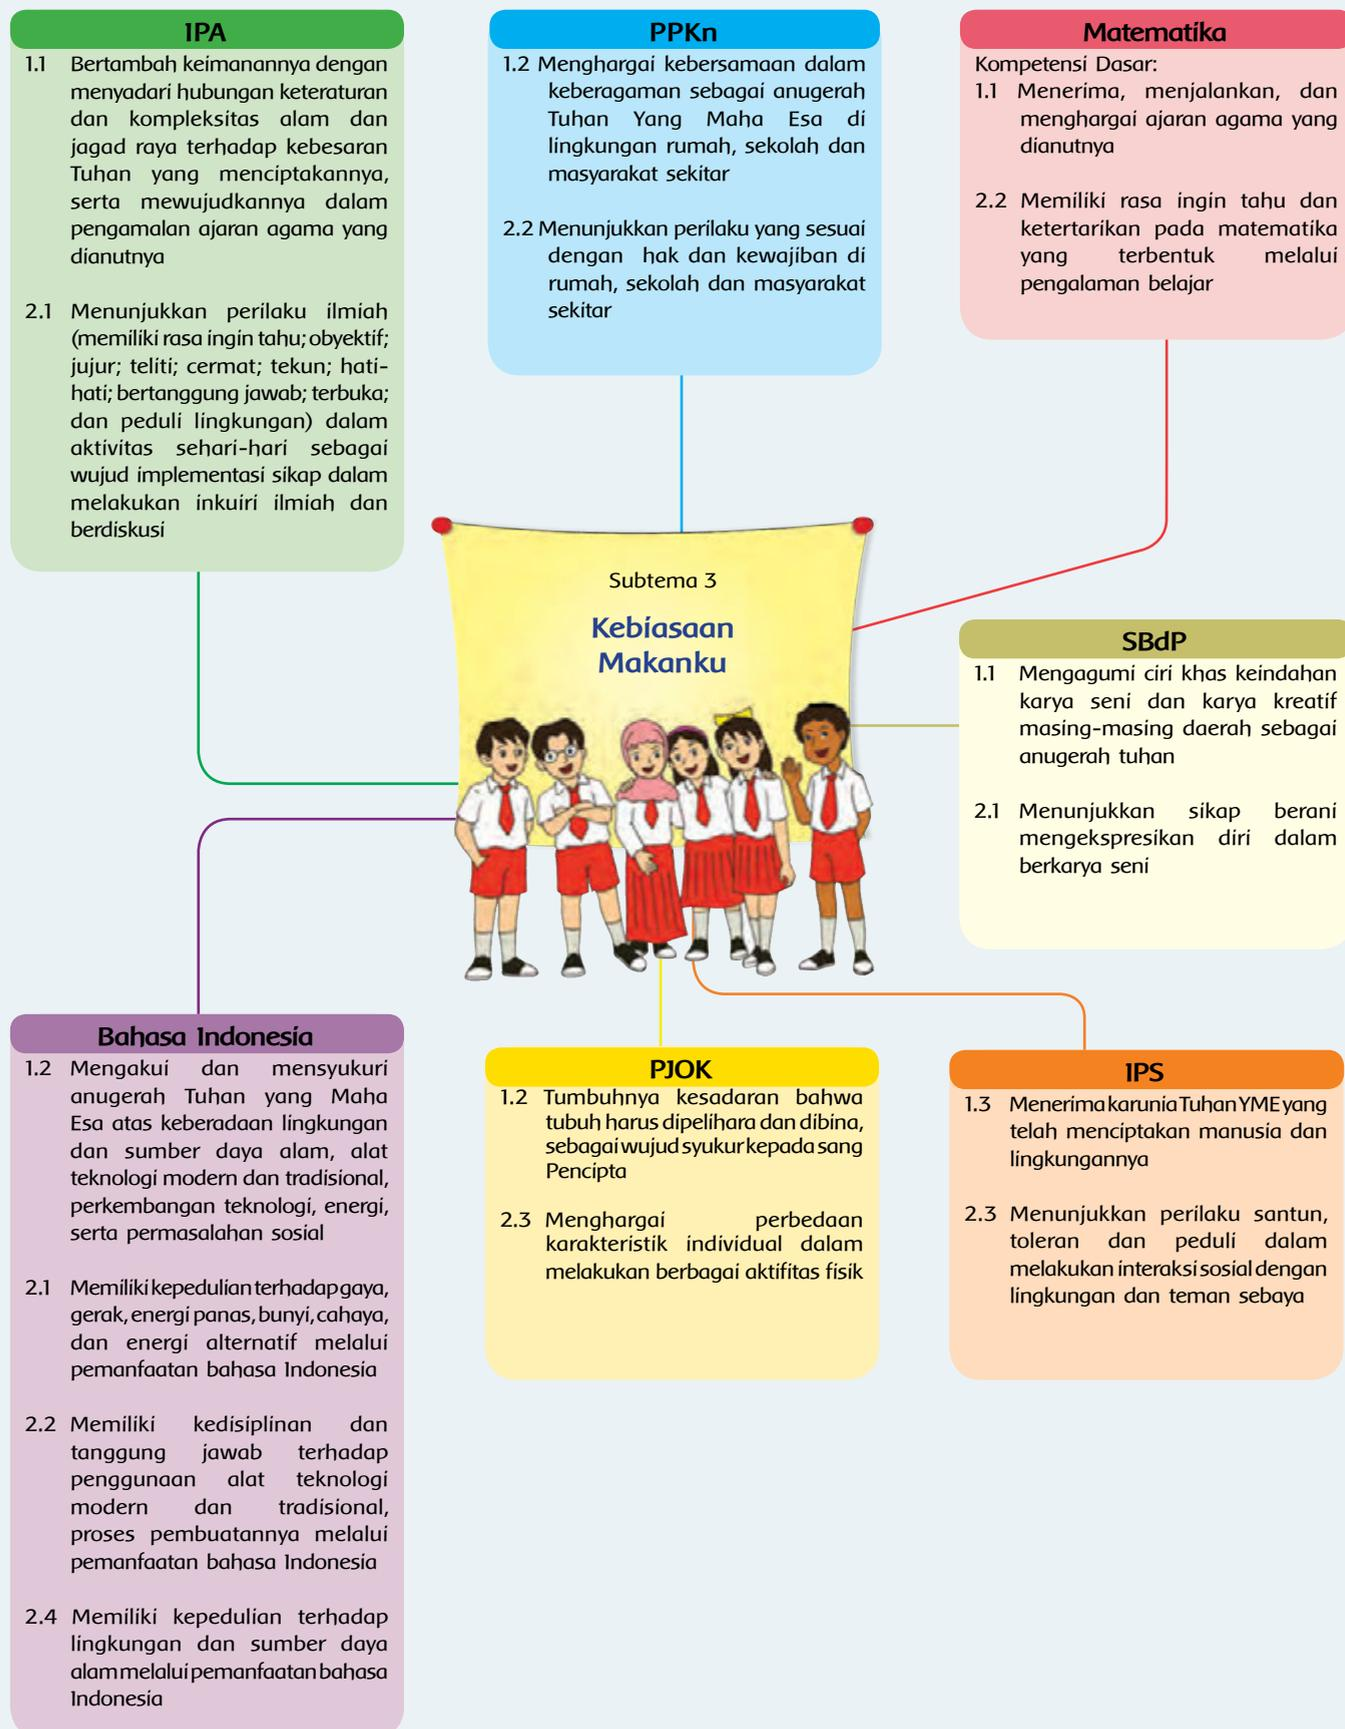 IPA
1.1 Bertambah keimanannya dengan
menyadari hubungan keteraturan
dan kompleksitas alam dan
jagad raya terhadap kebesaran
Tuhan yang menciptakannya,
serta mewujudkannya dalam
pengamalan ajaran agama yang
dianutnya
2.1 Menunjukkan perilaku ilmiah
(memiliki rasa ingin tahu; obyektif;
jujur; teliti; cermat; tekun; hati-
hati; bertanggung jawab; terbuka;
dan peduli lingkungan) dalam
aktivitas sehari-hari sebagai
wujud implementasi sikap dalam
melakukan inkuiri ilmiah dan
berdiskusi
PPKn
1.2 Menghargai kebersamaan dalam
keberagaman sebagai anugerah
Tuhan Yang Maha Esa di
lingkungan rumah, sekolah dan
masyarakat sekitar
2.2 Menunjukkan perilaku yang sesuai
dengan hak dan kewajiban di
rumah, sekolah dan masyarakat
sekitar
Matematika
Kompetensi Dasar:
1.1 Menerima, menjalankan, dan
menghargai ajaran agama yang
dianutnya
2.2 Memiliki rasa ingin tahu dan
ketertarikan pada matematika
yang terbentuk melalui
pengalaman belajar
Subtema 3
Kebiasaan
Makanku
SBdP
1.1 Mengagumi ciri khas keindahan
karya seni dan karya kreatif
masing-masing daerah sebagai
anugerah tuhan
2.1 Menunjukkan sikap berani
mengekspresikan diri dalam
berkarya seni
Bahasa Indonesia
1.2 Mengakui dan mensyukuri
anugerah Tuhan yang Maha
Esa atas keberadaan lingkungan
dan sumber daya alam, alat
teknologi modern dan tradisional,
perkembangan teknologi, energi,
serta permasalahan sosial
2.1 Memiliki kepedulian terhadap gaya,
gerak, energi panas, bunyi, cahaya,
dan energi alternatif melalui
pemanfaatan bahasa Indonesia
2.2 Memiliki kedisiplinan dan
tanggung jawab terhadap
penggunaan alat teknologi
modern dan tradisional,
proses pembuatannya melalui
pemanfaatan bahasa Indonesia
2.4 Memiliki kepedulian terhadap
lingkungan dan sumber daya
alam melalui pemanfaatan bahasa
Indonesia
PJOK
1.2 Tumbuhnya kesadaran bahwa
tubuh harus dipelihara dan dibina,
sebagai wujud syukur kepada sang
Pencipta
2.3 Menghargai perbedaan
karakteristik individual dalam
melakukan berbagai aktifitas fisik
IPS
1.3 Menerima karunia Tuhan YME yang
telah menciptakan manusia dan
lingkungannya
2.3 Menunjukkan perilaku santun,
toleran dan peduli dalam
melakukan interaksi sosial dengan
lingkungan dan teman sebaya